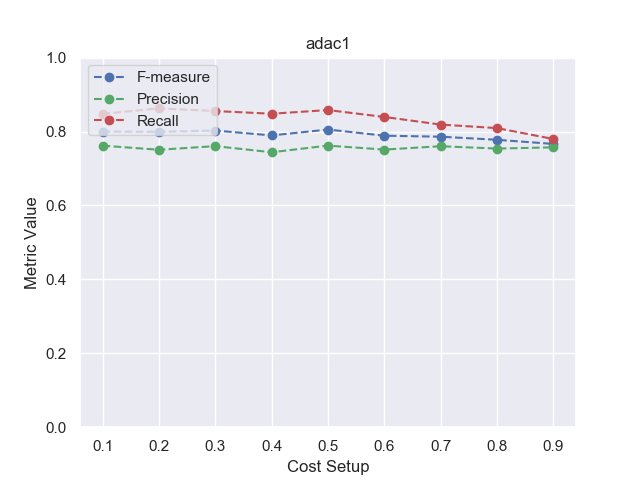 adac1
F-measure
Precision
Recall
1.0
0.8
0.6
0.4
0.2
0.0
Metric Value
0.1 0.2 0.3 0.4 0.5 0.6 0.7 0.8 0.9
Cost Setup